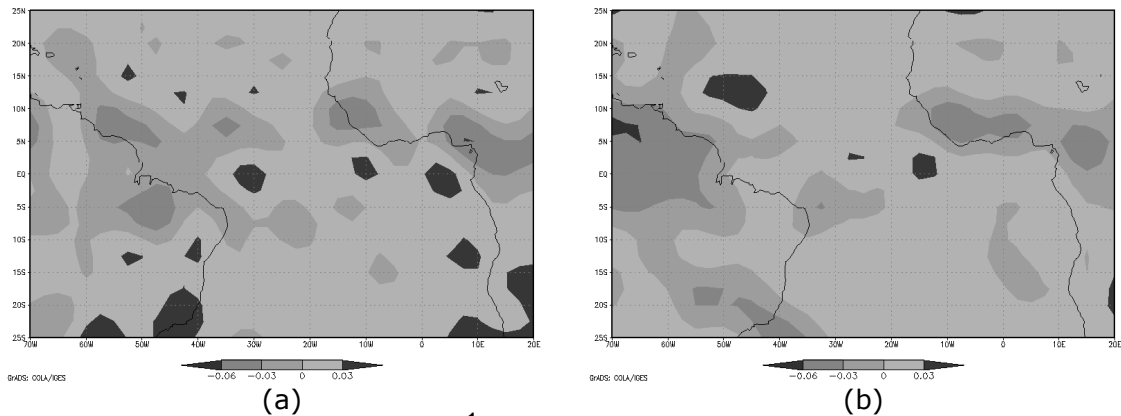 25N 25N
20N 20N
15N 15N
10N 10N
5N 5N
EQ EQ
5S 5S
10S 10S
15S 15S
20S 20S
25S 25S
70W 60W 50W 40W 30W 20W 10W 0 10E 20E 70W 60W 50W 40W 30W 20W 10W 0 10E 20E
-0.06 -0.03 0 0.03 -0.06 -0.03 0 0.03
GrADS: COLA/IGES GrADS: COLA/IGES
(a) (b)